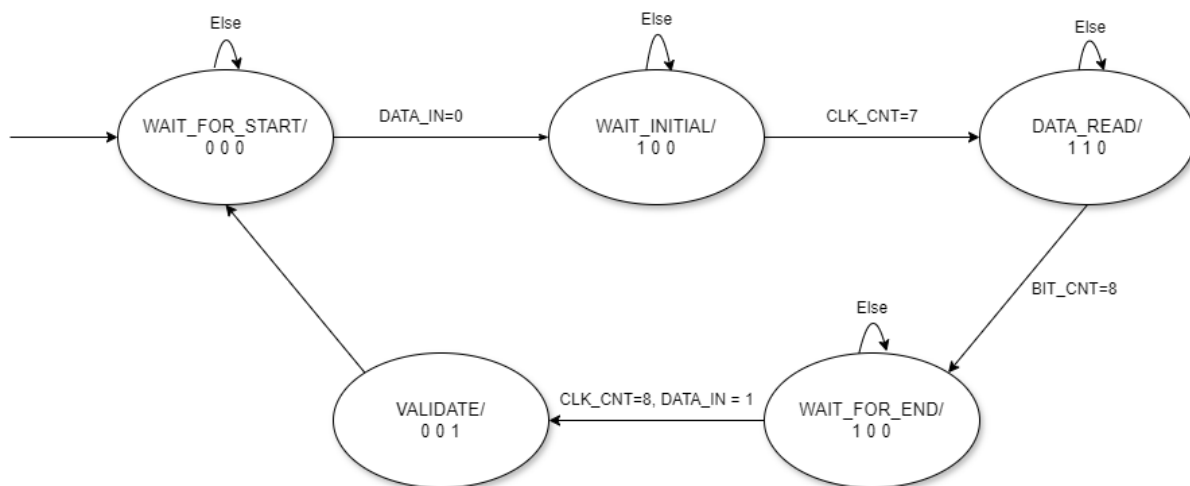 Else
Else
Else
WAIT_FOR_START/
0 0 0
DATA_IN=0
WAIT_INITIAL/
1 0 0
CLK_CNT=7
DATA_READ/
1 1 0
BIT_CNT=8
Else
WAIT_FOR_END/
1 0 0
CLK_CNT=8, DATA_IN = 1
VALIDATE/
0 0 1